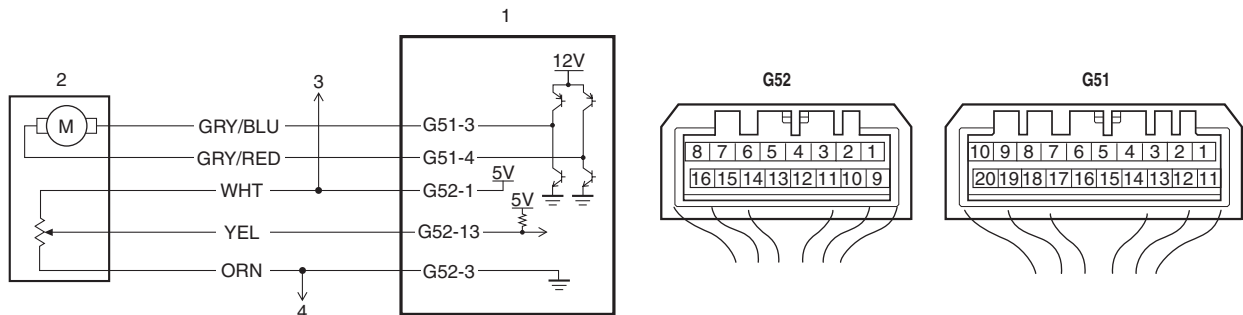 1
2
3
12V
M
GRY/BLU
G51-3
GRY/RED
G51-4
WHT
G52-1
5V
5V
YEL
G52-13
ORN
G52-3
4
G52
8 7 6 5 4 3 2 1
16 15 14 13 12 11 10 9
G51
10 9 8 7 6 5 4 3 2 1
20 19 18 17 16 15 14 13 12 11